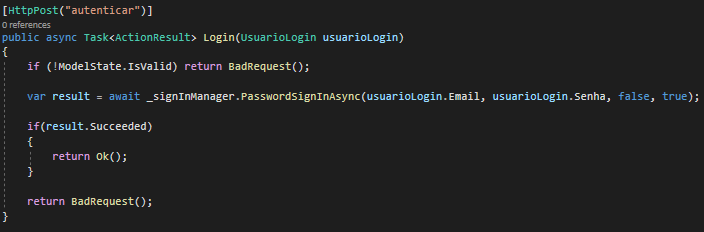 [HttpPost("autenticar")]
0 references
public async Task<ActionResult> Login(UsuarioLogin usuarioLogin)
{
if (!ModelState.IsValid) return BadRequest();
var result = await _signInManager.PasswordSignInAsync(usuarioLogin.Email, usuarioLogin.Senha, false, true);
if(result.Succeeded)
{
return Ok();
}
return BadRequest();
}